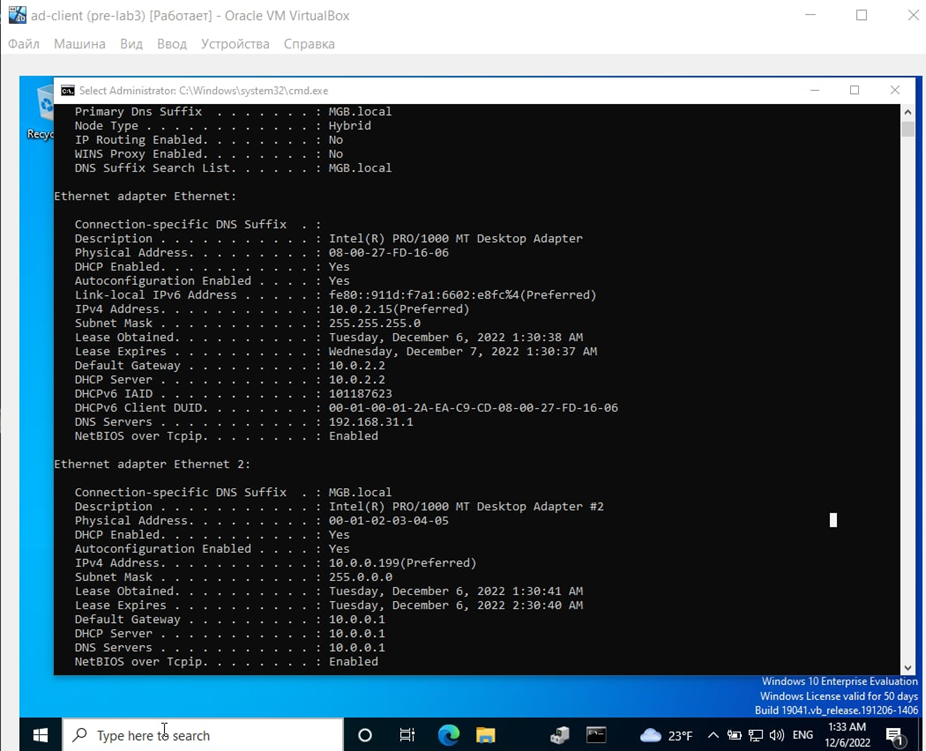 ad-client (pre-lab3) [Работает] - Oracle VM VirtualBox
Файл Машина Вид Ввод Устройства Справка
Select Administrator: C:\Windows\system32\cmd.exe
Primary Dns Suffix . . . . . . . : MGB.local
Node Type . . . . . . . . . . . . : Hybrid
IP Routing Enabled. . . . . . . . : No
WINS Proxy Enabled. . . . . . . . : No
DNS Suffix Search List. . . . . . : MGB.local
Ethernet adapter Ethernet:
Connection-specific DNS Suffix . :
Description . . . . . . . . . . . : Intel(R) PRO/1000 MT Desktop Adapter
Physical Address. . . . . . . . . : 08-00-27-FD-16-06
DHCP Enabled. . . . . . . . . . . : Yes
Autoconfiguration Enabled . . . . : Yes
Link-local IPv6 Address . . . . . : fe80::911d:f7a1:6602:e8fc%4(Preferred)
IPv4 Address. . . . . . . . . . . : 10.0.2.15(Preferred)
Subnet Mask . . . . . . . . . . . : 255.255.255.0
Lease Obtained. . . . . . . . . . : Tuesday, December 6, 2022 1:30:38 AM
Lease Expires . . . . . . . . . . : Wednesday, December 7, 2022 1:30:37 AM
Default Gateway . . . . . . . . . : 10.0.2.2
DHCP Server . . . . . . . . . . . : 10.0.2.2
DHCPv6 IAID . . . . . . . . . . . : 101187623
DHCPv6 Client DUID. . . . . . . . : 00-01-00-01-2A-EA-C9-CD-08-00-27-FD-16-06
DNS Servers . . . . . . . . . . . : 192.168.31.1
NetBIOS over Tcpip. . . . . . . . : Enabled
Ethernet adapter Ethernet 2:
Connection-specific DNS Suffix . : MGB.local
Description . . . . . . . . . . . : Intel(R) PRO/1000 MT Desktop Adapter #2
Physical Address. . . . . . . . . : 00-01-02-03-04-05
DHCP Enabled. . . . . . . . . . . : Yes
Autoconfiguration Enabled . . . . : Yes
IPv4 Address. . . . . . . . . . . : 10.0.0.199(Preferred)
Subnet Mask . . . . . . . . . . . : 255.0.0.0
Lease Obtained. . . . . . . . . . : Tuesday, December 6, 2022 1:30:41 AM
Lease Expires . . . . . . . . . . : Tuesday, December 6, 2022 2:30:40 AM
Default Gateway . . . . . . . . . : 10.0.0.1
DHCP Server . . . . . . . . . . . : 10.0.0.1
DNS Servers . . . . . . . . . . . : 10.0.0.1
NetBIOS over Tcpip. . . . . . . . : Enabled
Recyc
Windows 10 Enterprise Evaluation
Windows License valid for 50 days
Build 19041.vb_release.191206-1406
Type here to search
23°F
ENG
1:33 AM
12/6/2022
1